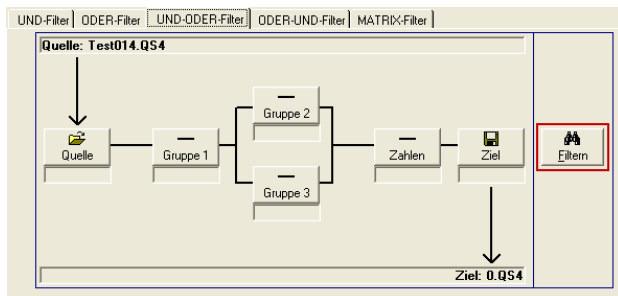 UND-Filter ODER-Filter UND-ODER-Filter ODER-UND-Filter MATRIX-Filter
Quelle: Test014.QS4
Gruppe 2
Quelle Gruppe 1 Zahlen Ziel Filtern
Gruppe 3
Ziel: 0.QS4